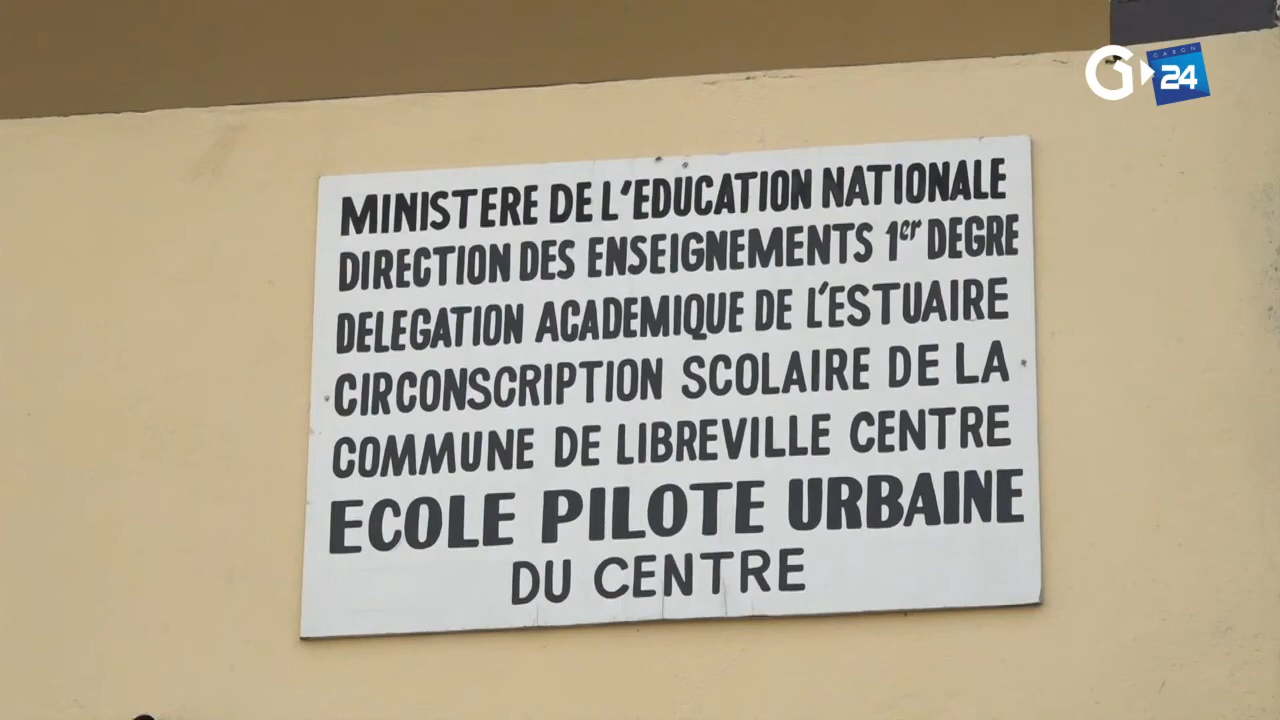 GABON
24
MINISTERE DE L'EDUCATION NATIONALE
DIRECTION DES ENSEIGNEMENTS 1er DEGRE
DELEGATION ACADEMIQUE DE L'ESTUAIRE
CIRCONSCRIPTION SCOLAIRE DE LA
COMMUNE DE LIBREVILLE CENTRE
ECOLE PILOTE URBAINE
DU CENTRE